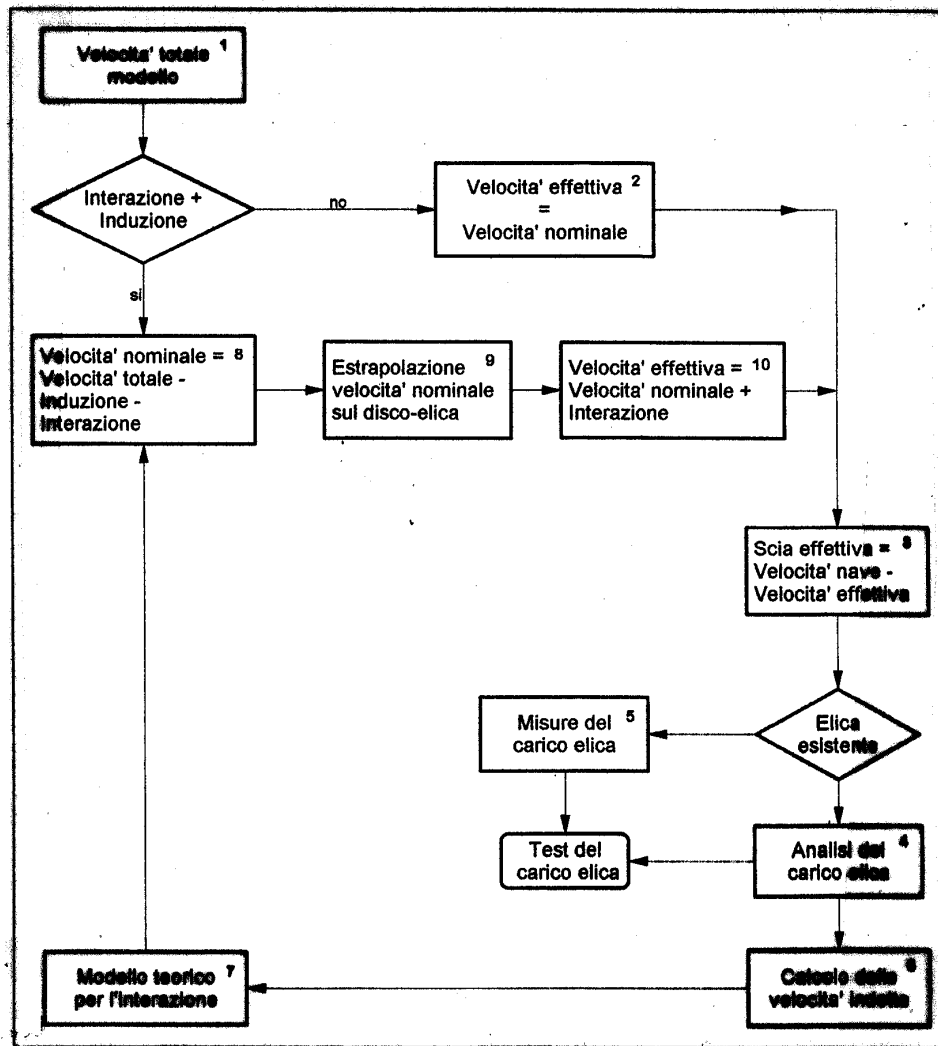 Velocita' totale 1
modello
Interazione +
Induzione
no
si
Velocita' effettiva 2
=
Velocita' nominale
Velocita' nominale = 8
Velocita' totale -
Induzione -
Interazione
Estrapolazione 9
velocita' nominale
sul disco-elica
Velocita' effettiva = 10
Velocita' nominale +
Interazione
Scia effettiva = 3
Velocita' nave -
Velocita' effettiva
Elica
esistente
Misure del 5
carico elica
Test del
carico elica
Analisi del 4
carico elica
Calcolo delle 6
velocita' indotte
Modello teorico 7
per l'interazione